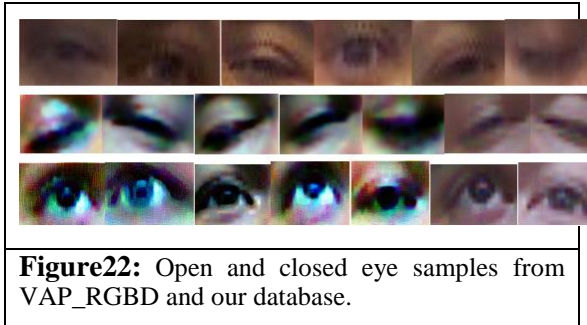 Figure22: Open and closed eye samples from
VAP_RGBD and our database.